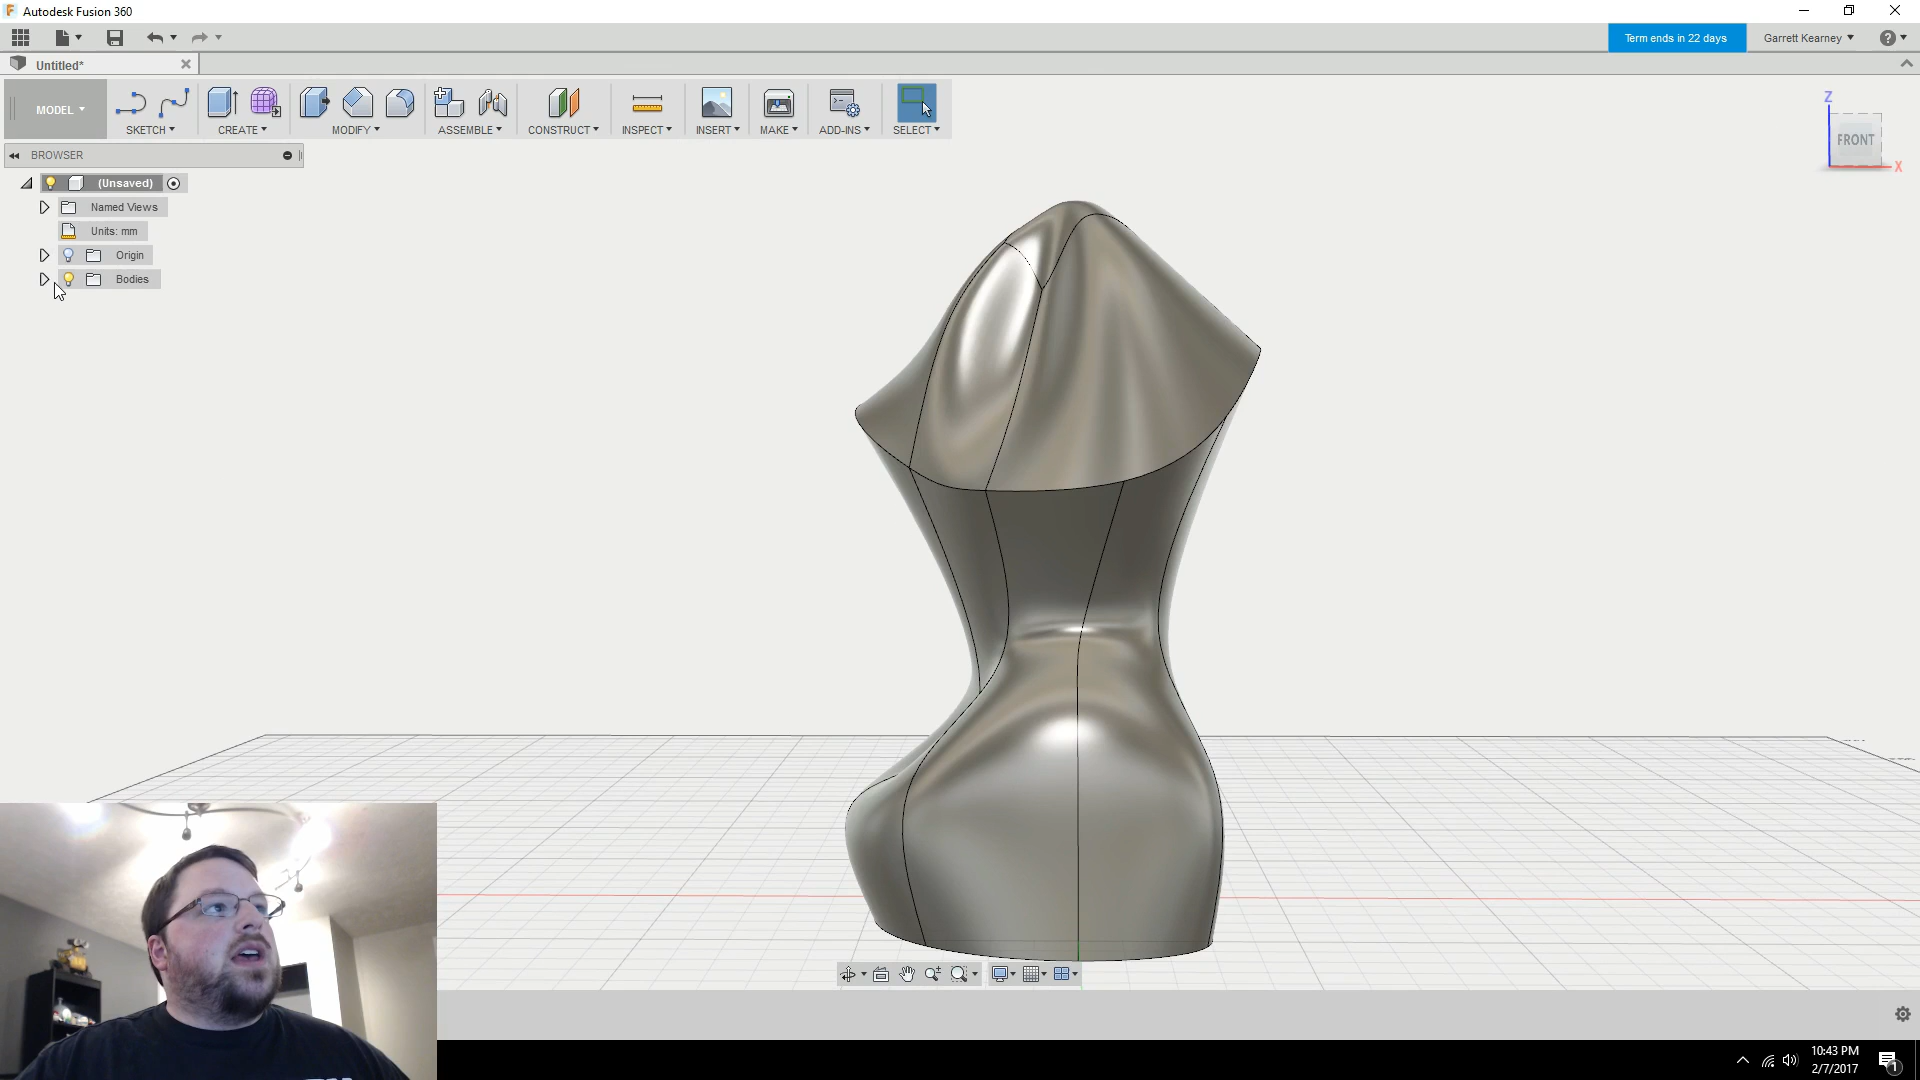 Autodesk Fusion 360
Term ends in 22 days
Garrett Kearney
Untitled*
MODEL
SKETCH
CREATE
MODIFY
ASSEMBLE
CONSTRUCT
INSPECT
INSERT
MAKE
ADD-INS
SELECT
Z
FRONT
X
BROWSER
(Unsaved)
Named Views
Units: mm
Origin
Bodies
10:43 PM
2/7/2017
1